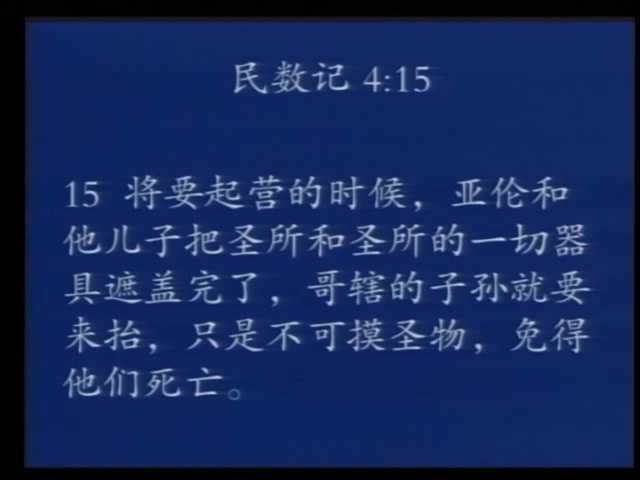 民数记 4:15
15 将要起营的时候，亚伦和
他儿子把圣所和圣所的一切器
具遮盖完了，哥辖的子孙就要
来抬，只是不可摸圣物，免得
他们死亡。